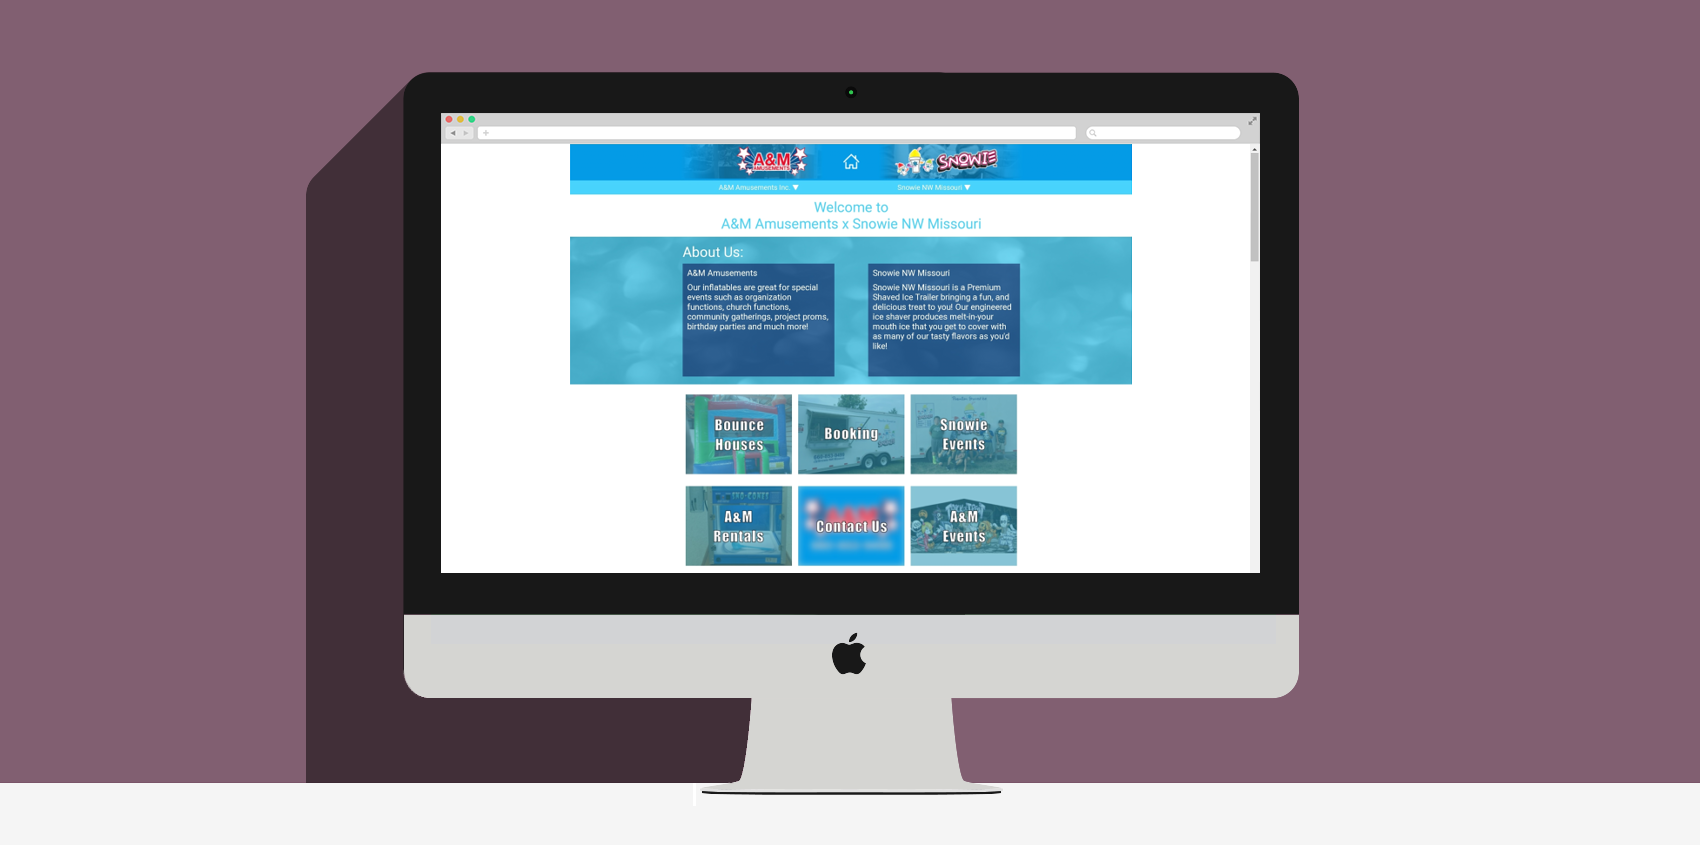 A&M
AMUSEMENTS
SNOWIE
A&M Amusements Inc. ▼
Snowie NW Missouri ▼
Welcome to
A&M Amusements x Snowie NW Missouri
About Us:
A&M Amusements
Our inflatables are great for special
events such as organization
functions, church functions,
community gatherings, project proms,
birthday parties and much more!
Snowie NW Missouri
Snowie NW Missouri is a Premium
Shaved Ice Trailer bringing a fun, and
delicious treat to you! Our engineered
ice shaver produces melt-in-your
mouth ice that you get to cover with
as many of our tasty flavors as you'd
like!
Bounce
Houses
Booking
Snowie
Events
A&M
Rentals
Contact Us
A&M
Events